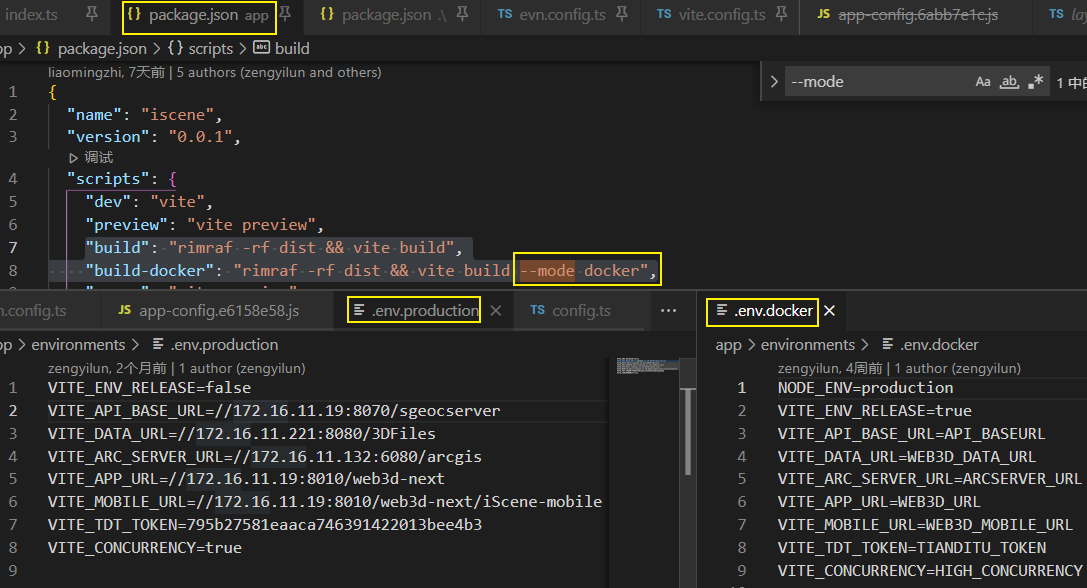 index.ts
{} package.json app
{} package.json .\
TS evn.config.ts
TS vite.config.ts
JS app-config.6abb7e1c.js
TS lay
pp > {} package.json > {} scripts > abc build
liaomingzhi, 7天前 | 5 authors (zengyilun and others)
--mode
Aa ab .*
1 中的
1 {
2 "name": "iscene",
3 "version": "0.0.1",
调试
4 "scripts": {
5 "dev": "vite",
6 "preview": "vite preview",
7 "build": "rimraf -rf dist && vite build",
8 "build-docker": "rimraf -rf dist && vite build --mode docker",
n.config.ts
JS app-config.e6158e58.js
.env.production
TS config.ts
...
pp > environments > .env.production
zengyilun, 2个月前 | 1 author (zengyilun)
1 VITE_ENV_RELEASE=false
2 VITE_API_BASE_URL=//172.16.11.19:8070/sgeocserver
3 VITE_DATA_URL=//172.16.11.221:8080/3DFiles
4 VITE_ARC_SERVER_URL=//172.16.11.132:6080/arcgis
5 VITE_APP_URL=//172.16.11.19:8010/web3d-next
6 VITE_MOBILE_URL=//172.16.11.19:8010/web3d-next/iScene-mobile
7 VITE_TDT_TOKEN=795b27581eaaca746391422013bee4b3
8 VITE_CONCURRENCY=true
9
.env.docker
app > environments > .env.docker
zengyilun, 4周前 | 1 author (zengyilun)
1 NODE_ENV=production
2 VITE_ENV_RELEASE=true
3 VITE_API_BASE_URL=API_BASEURL
4 VITE_DATA_URL=WEB3D_DATA_URL
5 VITE_ARC_SERVER_URL=ARCSERVER_URL
6 VITE_APP_URL=WEB3D_URL
7 VITE_MOBILE_URL=WEB3D_MOBILE_URL
8 VITE_TDT_TOKEN=TIANDITU_TOKEN
9 VITE_CONCURRENCY=HIGH_CONCURRENCY